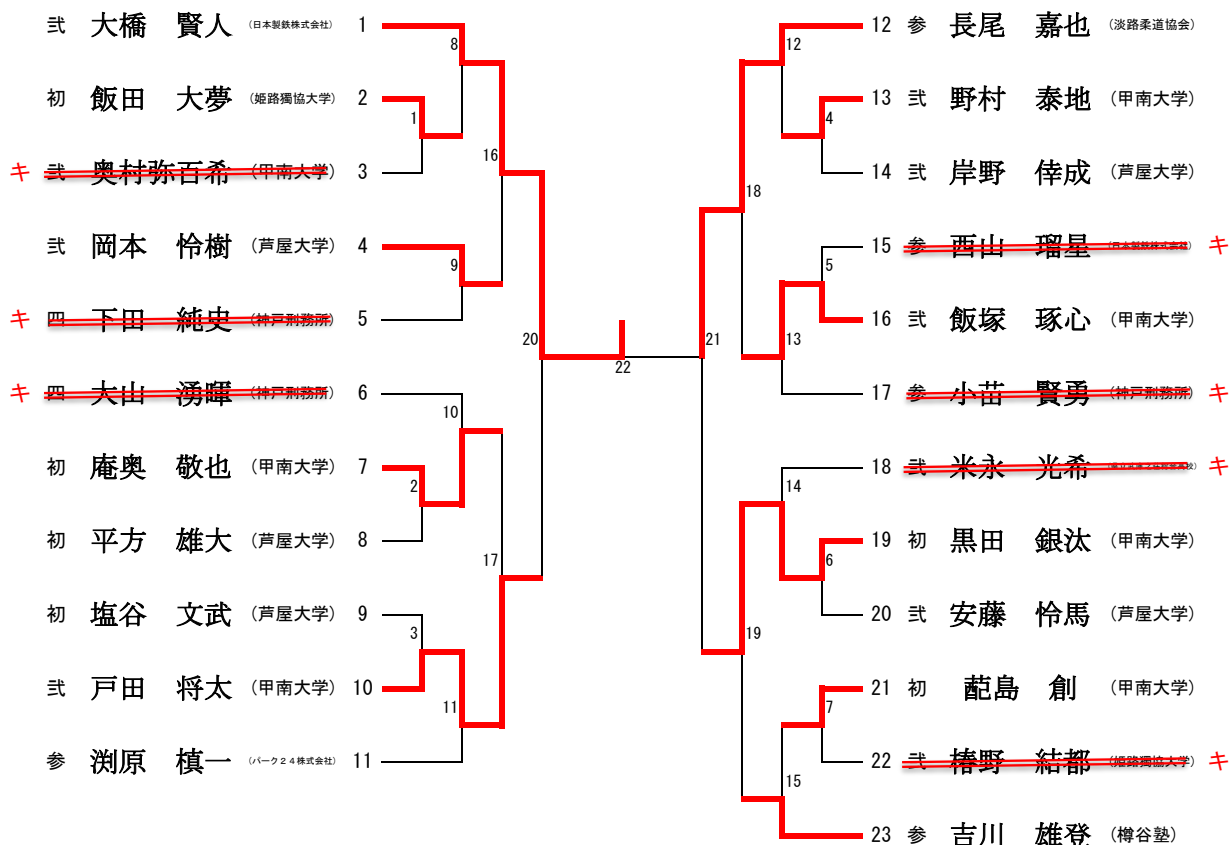 弐 大橋 賢人 (日本製鉄株式会社) 1
初 飯田 大夢 (姫路獨協大学) 2
キ 弐 奥村弥百希 (甲南大学) 3
弐 岡本 怜樹 (芦屋大学) 4
キ 四 下田 純史 (神戸刑務所) 5
キ 四 大山 湧暉 (神戸刑務所) 6
初 庵奥 敬也 (甲南大学) 7
初 平方 雄大 (芦屋大学) 8
初 塩谷 文武 (芦屋大学) 9
弐 戸田 将太 (甲南大学) 10
参 渕原 槙一 (パーク24株式会社) 11
8
1
16
9
20
10
2
17
3
11
22
12
4
18
5
21
13
14
6
19
7
15
12 参 長尾 嘉也 (淡路柔道協会)
13 弐 野村 泰地 (甲南大学)
14 弐 岸野 倖成 (芦屋大学)
15 参 西山 瑠星 (日本製鉄株式会社) キ
16 弐 飯塚 琢心 (甲南大学)
17 参 小苗 賢勇 (神戸刑務所) キ
18 弐 米永 光希 キ
19 初 黒田 銀汰 (甲南大学)
20 弐 安藤 怜馬 (芦屋大学)
21 初 島 創 (甲南大学)
22 弐 椿野 結都 (姫路獨協大学) キ
23 参 吉川 雄登 (樽谷塾)